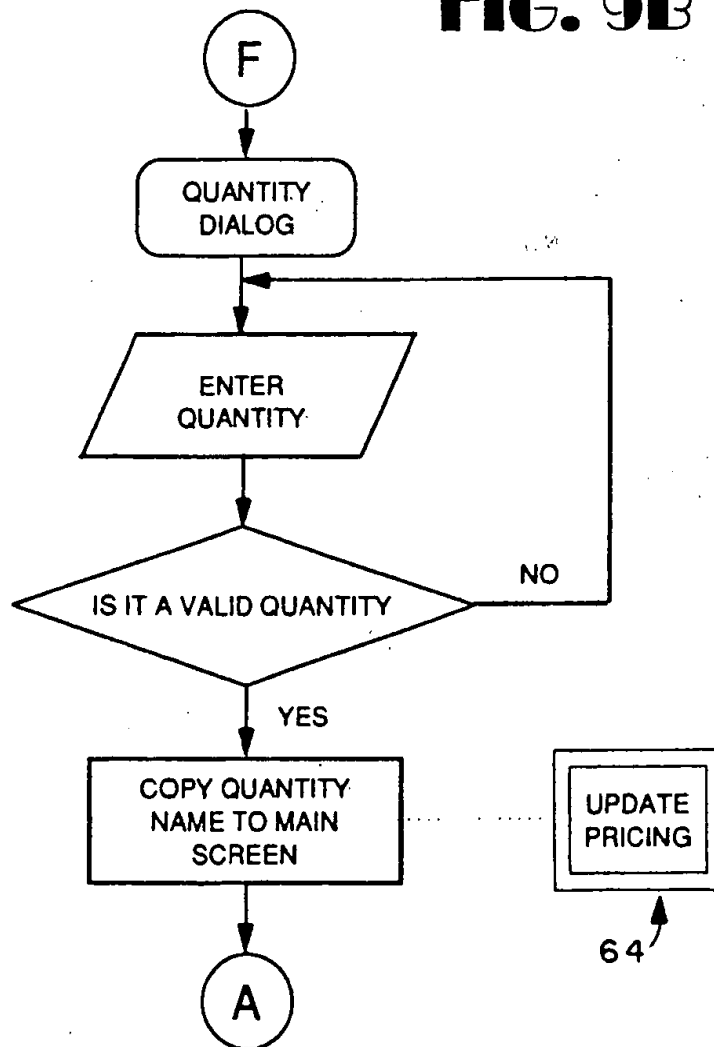 FIG. 9B
F
QUANTITY
DIALOG
ENTER
QUANTITY
IS IT A VALID QUANTITY
NO
YES
COPY QUANTITY
NAME TO MAIN
SCREEN
UPDATE
PRICING
64
A